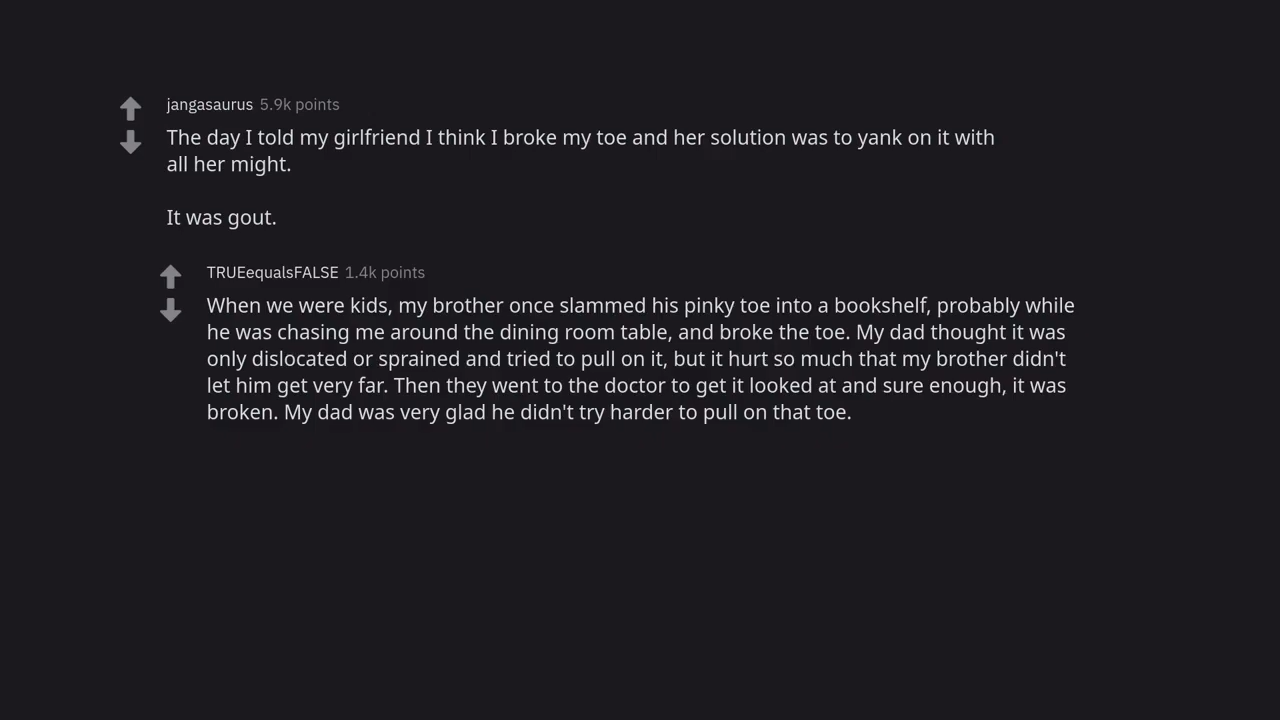 jangasaurus 5.9k points
The day I told my girlfriend I think I broke my toe and her solution was to yank on it with
all her might.
It was gout.
TRUEequalsFALSE 1.4k points
When we were kids, my brother once slammed his pinky toe into a bookshelf, probably while
he was chasing me around the dining room table, and broke the toe. My dad thought it was
only dislocated or sprained and tried to pull on it, but it hurt so much that my brother didn't
let him get very far. Then they went to the doctor to get it looked at and sure enough, it was
broken. My dad was very glad he didn't try harder to pull on that toe.